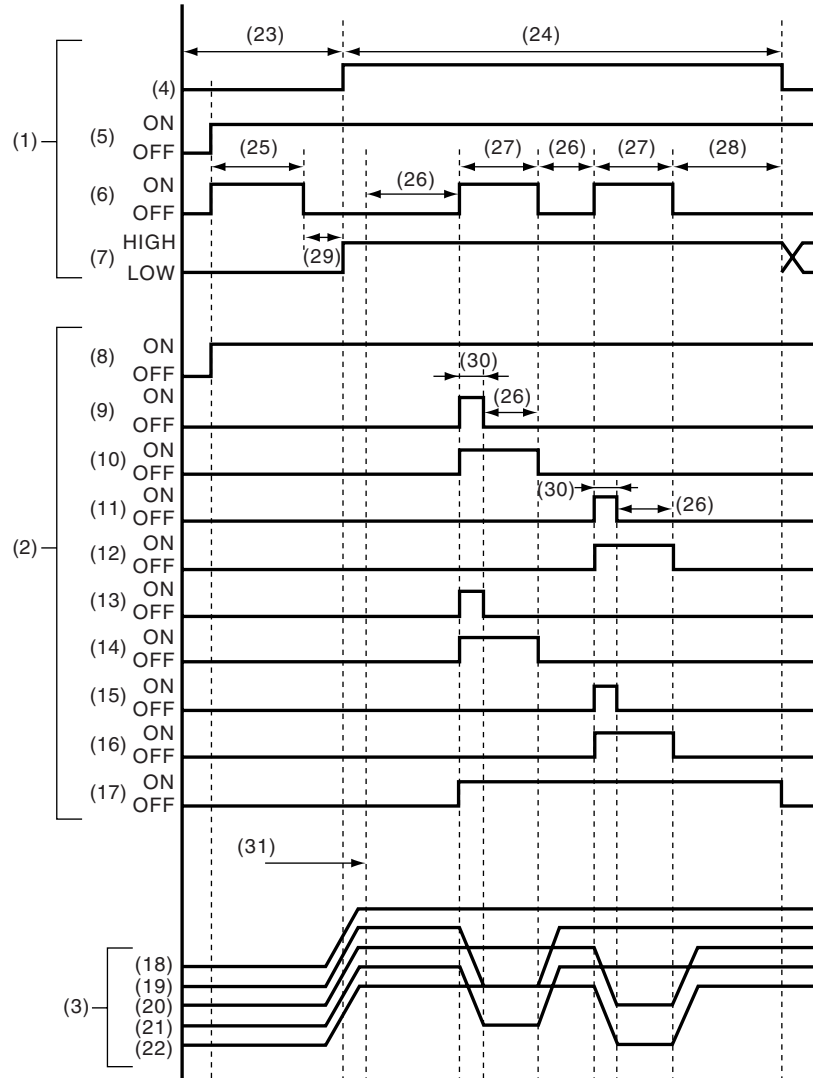 (23) (24)
(4)
(1) (5) ON
OFF
(25) (27) (26) (27) (28)
(6) ON (26)
OFF
(7) HIGH
(29)
LOW
(8) ON
OFF
(30)
(9) ON
(26)
OFF
(10) ON
OFF
(30)
(11) ON
(26)
OFF
(2) (12) ON
OFF
(13) ON
OFF
(14) ON
OFF
(15) ON
OFF
(16) ON
OFF
(17) ON
OFF
(31)
(18)
(19)
(3) (20)
(21)
(22)